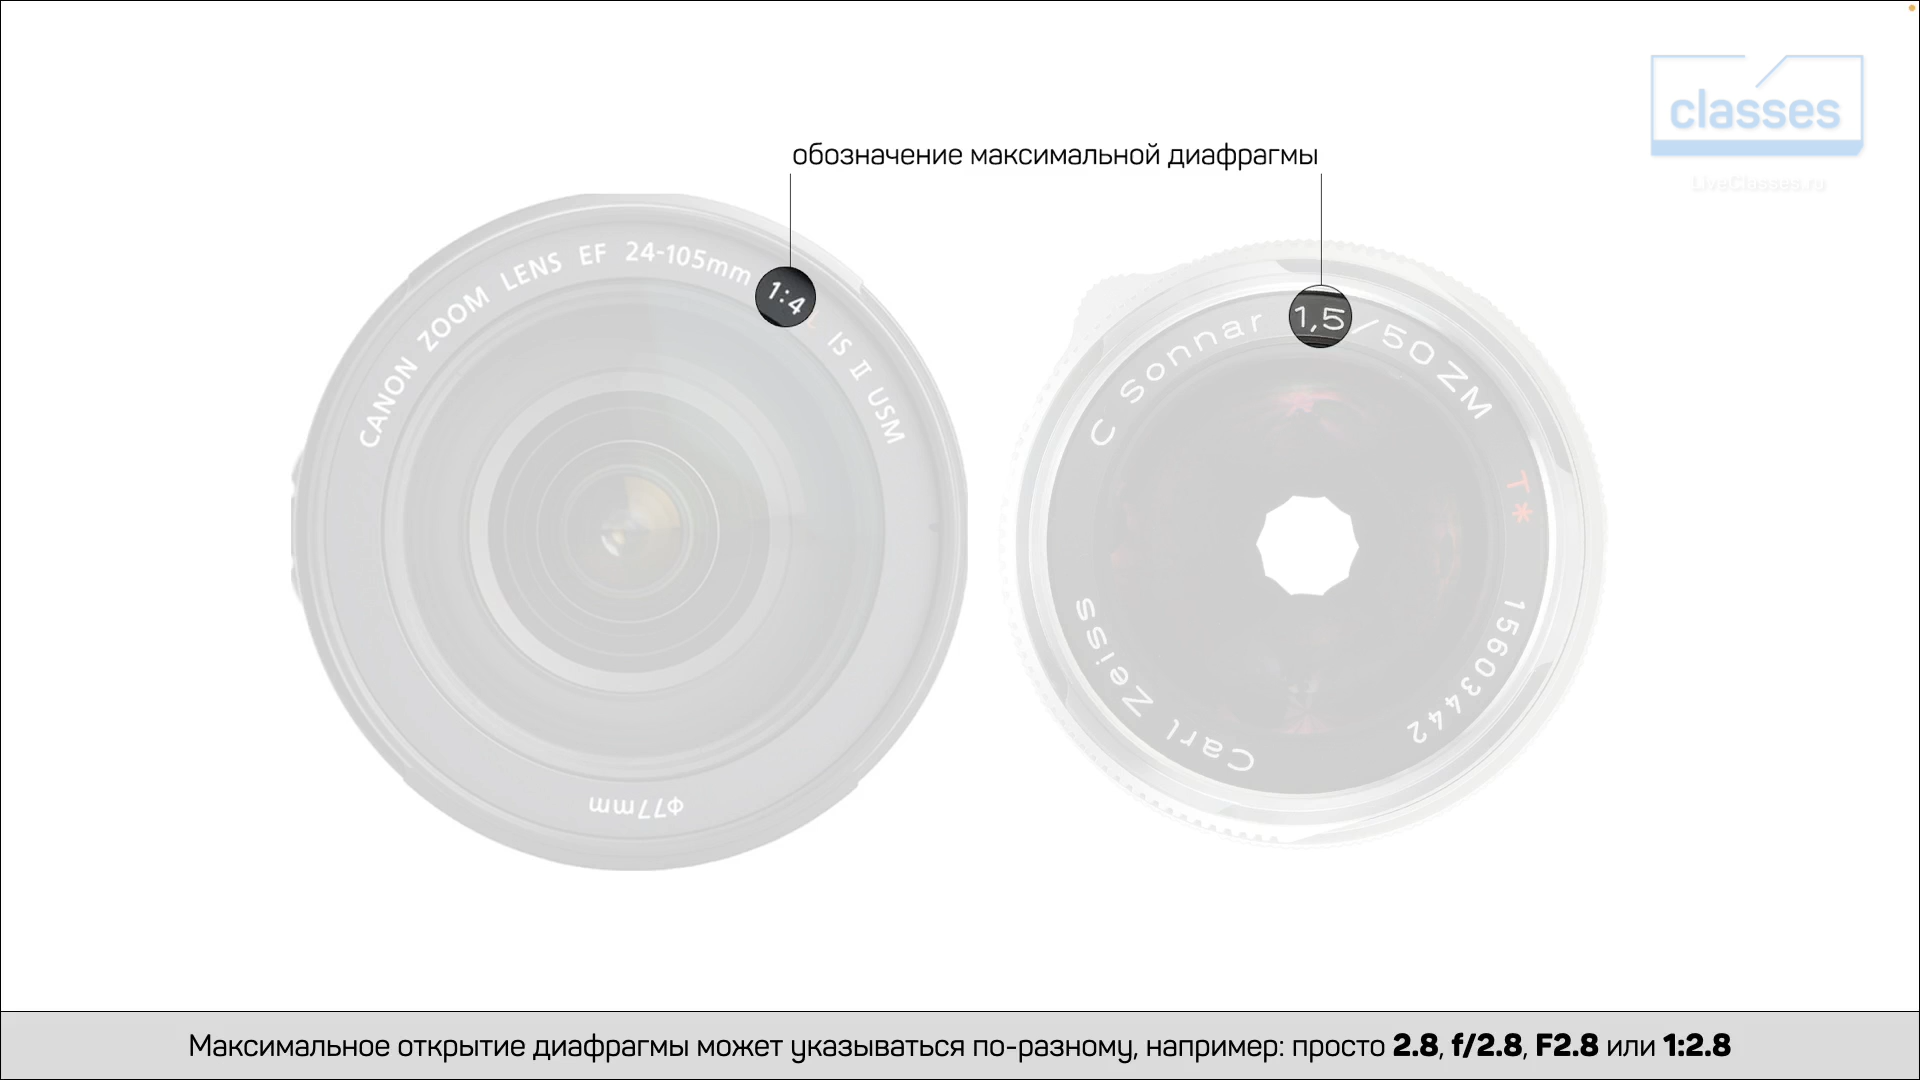 classes
LiveClasses.ru
обозначение максимальной диафрагмы
CANON ZOOM LENS EF 24-105mm 1:4 L IS II USM
ф77mm
C Sonnar 1,5/50 ZM T* 15603442
Carl Zeiss
Максимальное открытие диафрагмы может указываться по-разному, например: просто 2.8, f/2.8, F2.8 или 1:2.8